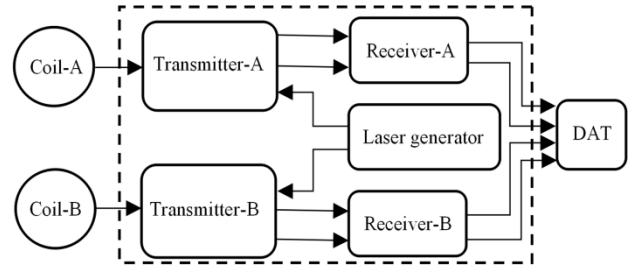 Coil-A
Transmitter-A
Receiver-A
Laser generator
DAT
Coil-B
Transmitter-B
Receiver-B